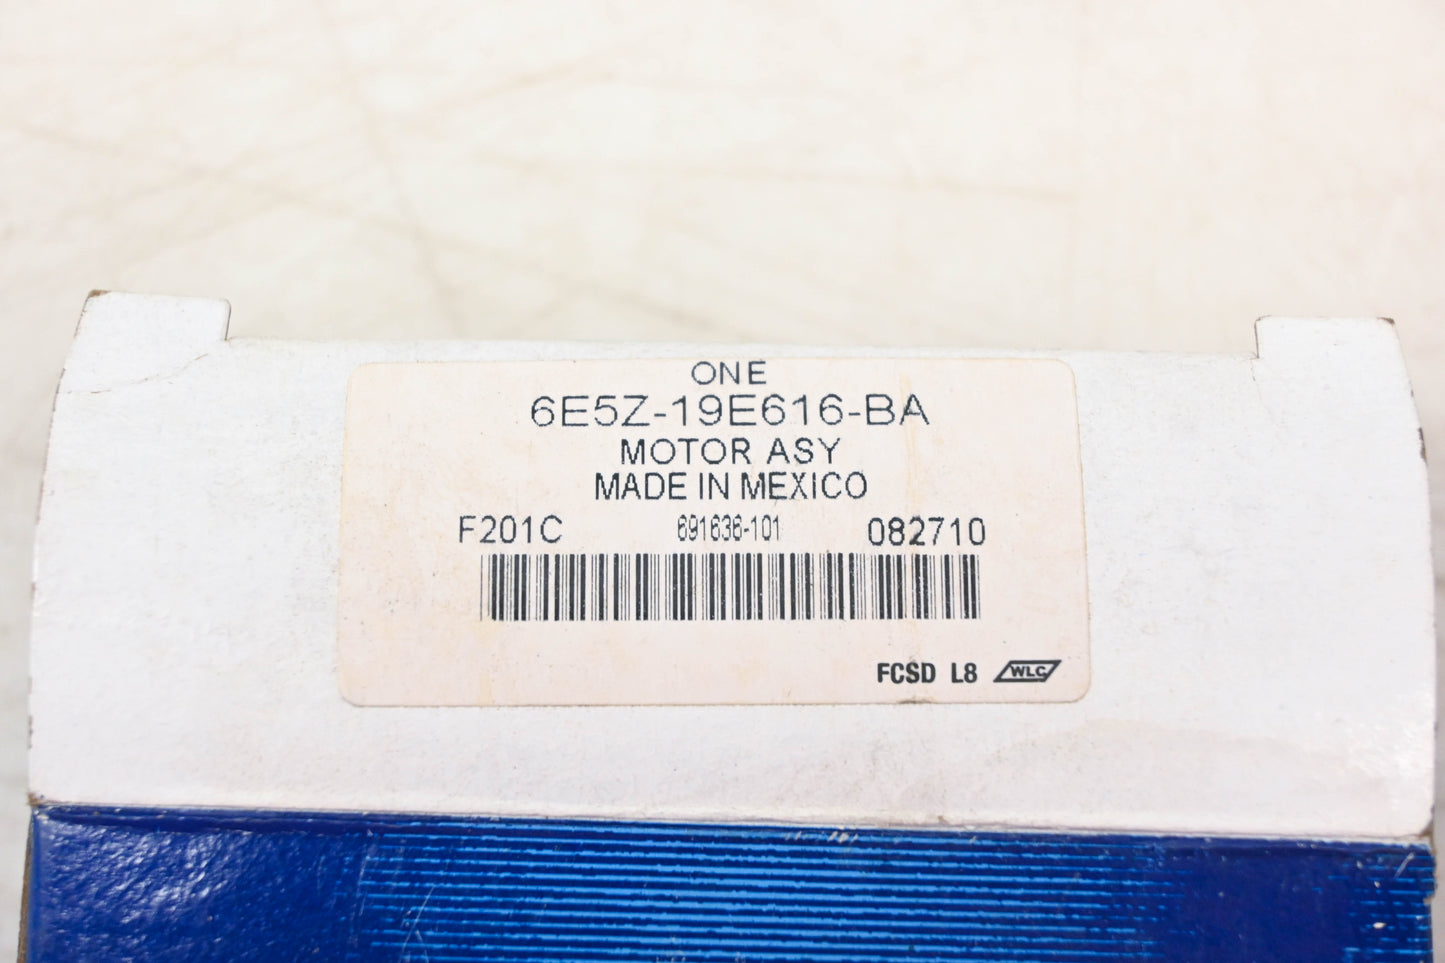 ONE
6E5Z-19E616-BA
MOTOR ASY
MADE IN MEXICO
F201C 691636-101 082710
FCSD L8 WLC